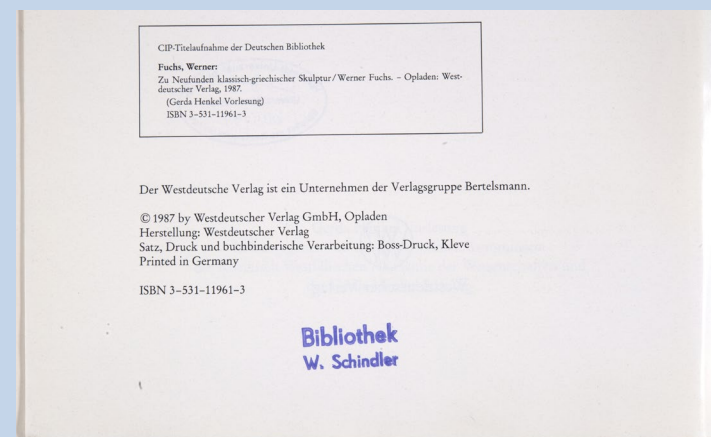 CIP-Titelaufnahme der Deutschen Bibliothek
Fuchs, Werner:
Zu Neufunden klassisch-griechischer Skulptur/Werner Fuchs. – Opladen: West-
deutscher Verlag, 1987.
(Gerda Henkel Vorlesung)
ISBN 3-531-11961-3
Der Westdeutsche Verlag ist ein Unternehmen der Verlagsgruppe Bertelsmann.
© 1987 by Westdeutscher Verlag GmbH, Opladen
Herstellung: Westdeutscher Verlag
Satz, Druck und buchbinderische Verarbeitung: Boss-Druck, Kleve
Printed in Germany
ISBN 3-531-11961-3
Bibliothek
W. Schindler